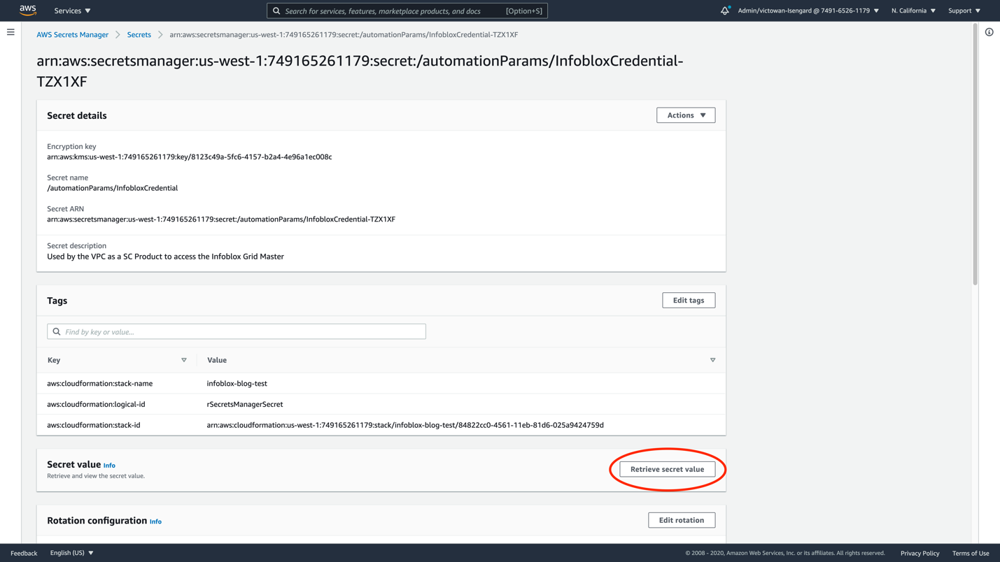 aws
Services ▼
Search for services, features, marketplace products, and docs
[Option+S]
Admin/victowan-Isengard @ 7491-6526-1179 ▼
N. California ▼
Support ▼
AWS Secrets Manager
Secrets
arn:aws:secretsmanager:us-west-1:749165261179:secret:/automationParams/InfobloxCredential-TZX1XF
arn:aws:secretsmanager:us-west-1:749165261179:secret:/automationParams/InfobloxCredential-
TZX1XF
Secret details
Actions ▼
Encryption key
arn:aws:kms:us-west-1:749165261179:key/8123c49a-5fc6-4157-b2a4-4e96a1ec008c
Secret name
/automationParams/InfobloxCredential
Secret ARN
arn:aws:secretsmanager:us-west-1:749165261179:secret:/automationParams/InfobloxCredential-TZX1XF
Secret description
Used by the VPC as a SC Product to access the Infoblox Grid Master
Tags
Edit tags
Find by key or value...
Key
Value
aws:cloudformation:stack-name
infoblox-blog-test
aws:cloudformation:logical-id
rSecretsManagerSecret
aws:cloudformation:stack-id
arn:aws:cloudformation:us-west-1:749165261179:stack/infoblox-blog-test/84822cc0-4561-11eb-81d6-025a9424759d
Secret value Info
Retrieve and view the secret value.
Retrieve secret value
Rotation configuration Info
Edit rotation
Feedback
English (US) ▼
© 2008 - 2020, Amazon Web Services, Inc. or its affiliates. All rights reserved.
Privacy Policy
Terms of Use